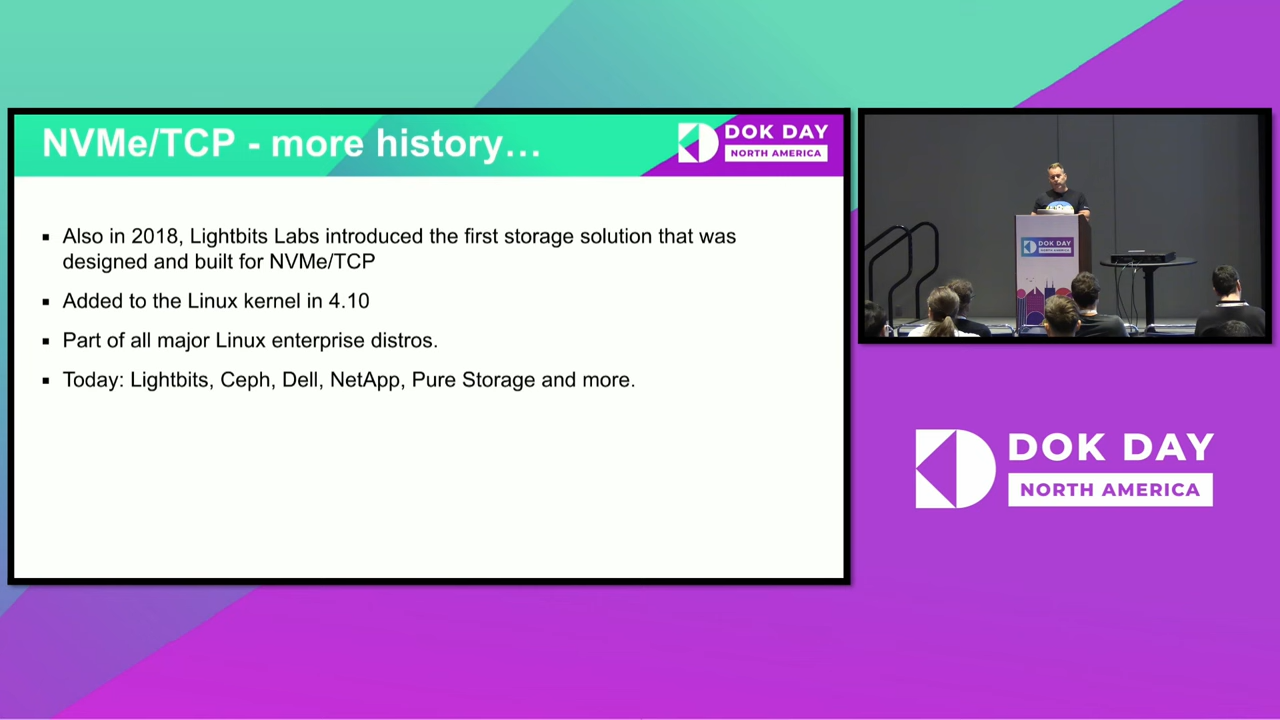 NVMe/TCP - more history…
DOK DAY
NORTH AMERICA
▪ Also in 2018, Lightbits Labs introduced the first storage solution that was
designed and built for NVMe/TCP
▪ Added to the Linux kernel in 4.10
▪ Part of all major Linux enterprise distros.
▪ Today: Lightbits, Ceph, Dell, NetApp, Pure Storage and more.
DOK DAY
DOK DAY
NORTH AMERICA